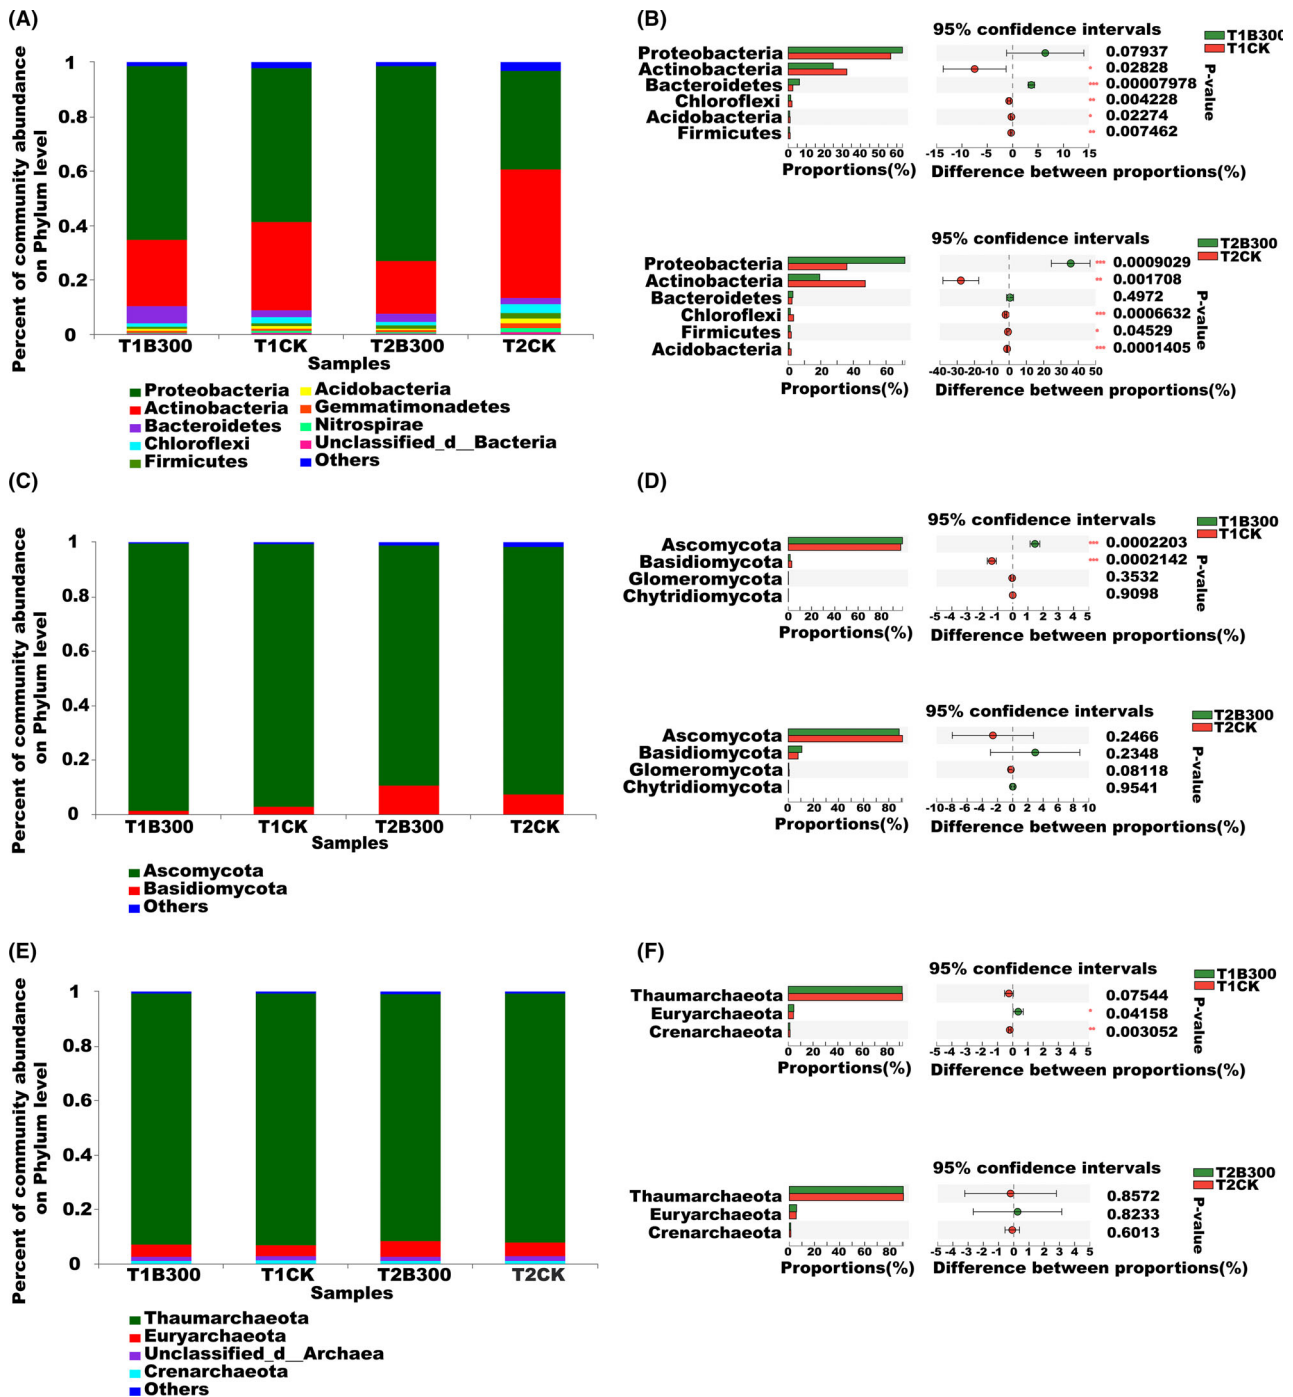 (A)
Percent of community abundance
on Phylum level
1
0.8
0.6
0.4
0.2
0
T1B300 T1CK T2B300 T2CK
Samples
Proteobacteria
Actinobacteria
Bacteroidetes
Chloroflexi
Firmicutes
Acidobacteria
Gemmatimonadetes
Nitrospirae
Unclassified_d__Bacteria
Others
(B)
95% confidence intervals
T1B300
T1CK
Proteobacteria 0.07937
Actinobacteria * 0.02828
Bacteroidetes *** 0.00007978
Chloroflexi ** 0.004228
Acidobacteria * 0.02274
Firmicutes ** 0.007462
P-value
0 10 20 30 40 50 60
Proportions(%)
-15 -10 -5 0 5 10 15
Difference between proportions(%)
95% confidence intervals
T2B300
T2CK
Proteobacteria *** 0.0009029
Actinobacteria ** 0.001708
Bacteroidetes 0.4972
Chloroflexi *** 0.0006632
Firmicutes * 0.04529
Acidobacteria *** 0.0001405
P-value
0 20 40 60
Proportions(%)
-40-30-20-10 0 10 20 30 40 50
Difference between proportions(%)
(C)
Percent of community abundance
on Phylum level
1
0.8
0.6
0.4
0.2
0
T1B300 T1CK T2B300 T2CK
Samples
Ascomycota
Basidiomycota
Others
(D)
95% confidence intervals
T1B300
T1CK
Ascomycota *** 0.0002203
Basidiomycota *** 0.0002142
Glomeromycota 0.3532
Chytridiomycota 0.9098
P-value
0 20 40 60 80
Proportions(%)
-5 -4 -3 -2 -1 0 1 2 3 4 5
Difference between proportions(%)
95% confidence intervals
T2B300
T2CK
Ascomycota 0.2466
Basidiomycota 0.2348
Glomeromycota 0.08118
Chytridiomycota 0.9541
P-value
0 20 40 60 80
Proportions(%)
-10 -8 -6 -4 -2 0 2 4 6 8 10
Difference between proportions(%)
(E)
Percent of community abundance
on Phylum level
1
0.8
0.6
0.4
0.2
0
T1B300 T1CK T2B300 T2CK
Samples
Thaumarchaeota
Euryarchaeota
Unclassified_d__Archaea
Crenarchaeota
Others
(F)
95% confidence intervals
T1B300
T1CK
Thaumarchaeota 0.07544
Euryarchaeota * 0.04158
Crenarchaeota ** 0.003052
P-value
0 20 40 60 80
Proportions(%)
-5 -4 -3 -2 -1 0 1 2 3 4 5
Difference between proportions(%)
95% confidence intervals
T2B300
T2CK
Thaumarchaeota 0.8572
Euryarchaeota 0.8233
Crenarchaeota 0.6013
P-value
0 20 40 60 80
Proportions(%)
-5 -4 -3 -2 -1 0 1 2 3 4 5
Difference between proportions(%)